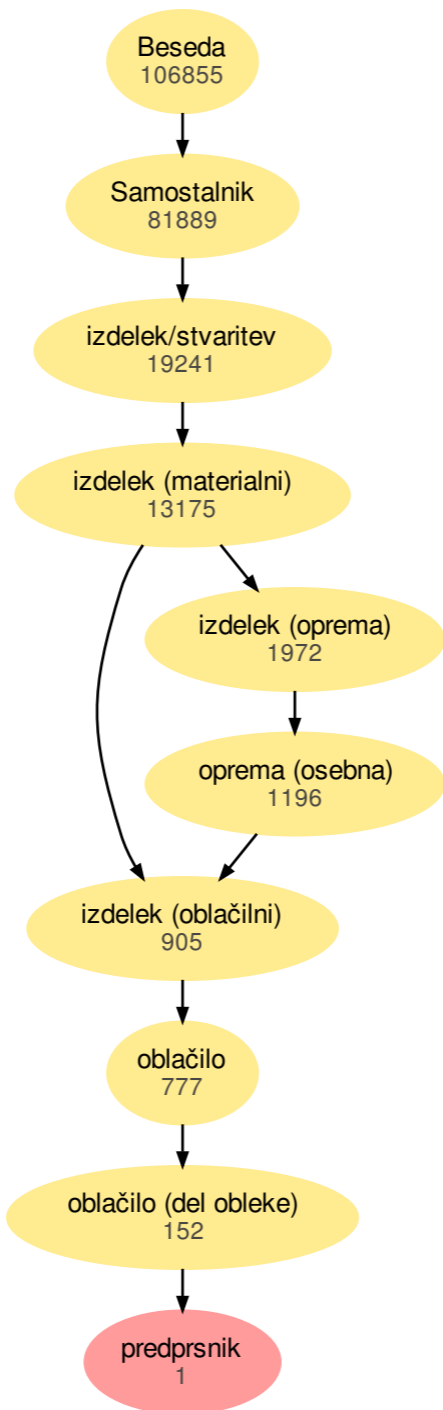 Beseda
106855
Samostalnik
81889
izdelek/stvaritev
19241
izdelek (materialni)
13175
izdelek (oprema)
1972
oprema (osebna)
1196
izdelek (oblačilni)
905
oblačilo
777
oblačilo (del obleke)
152
predprsnik
1